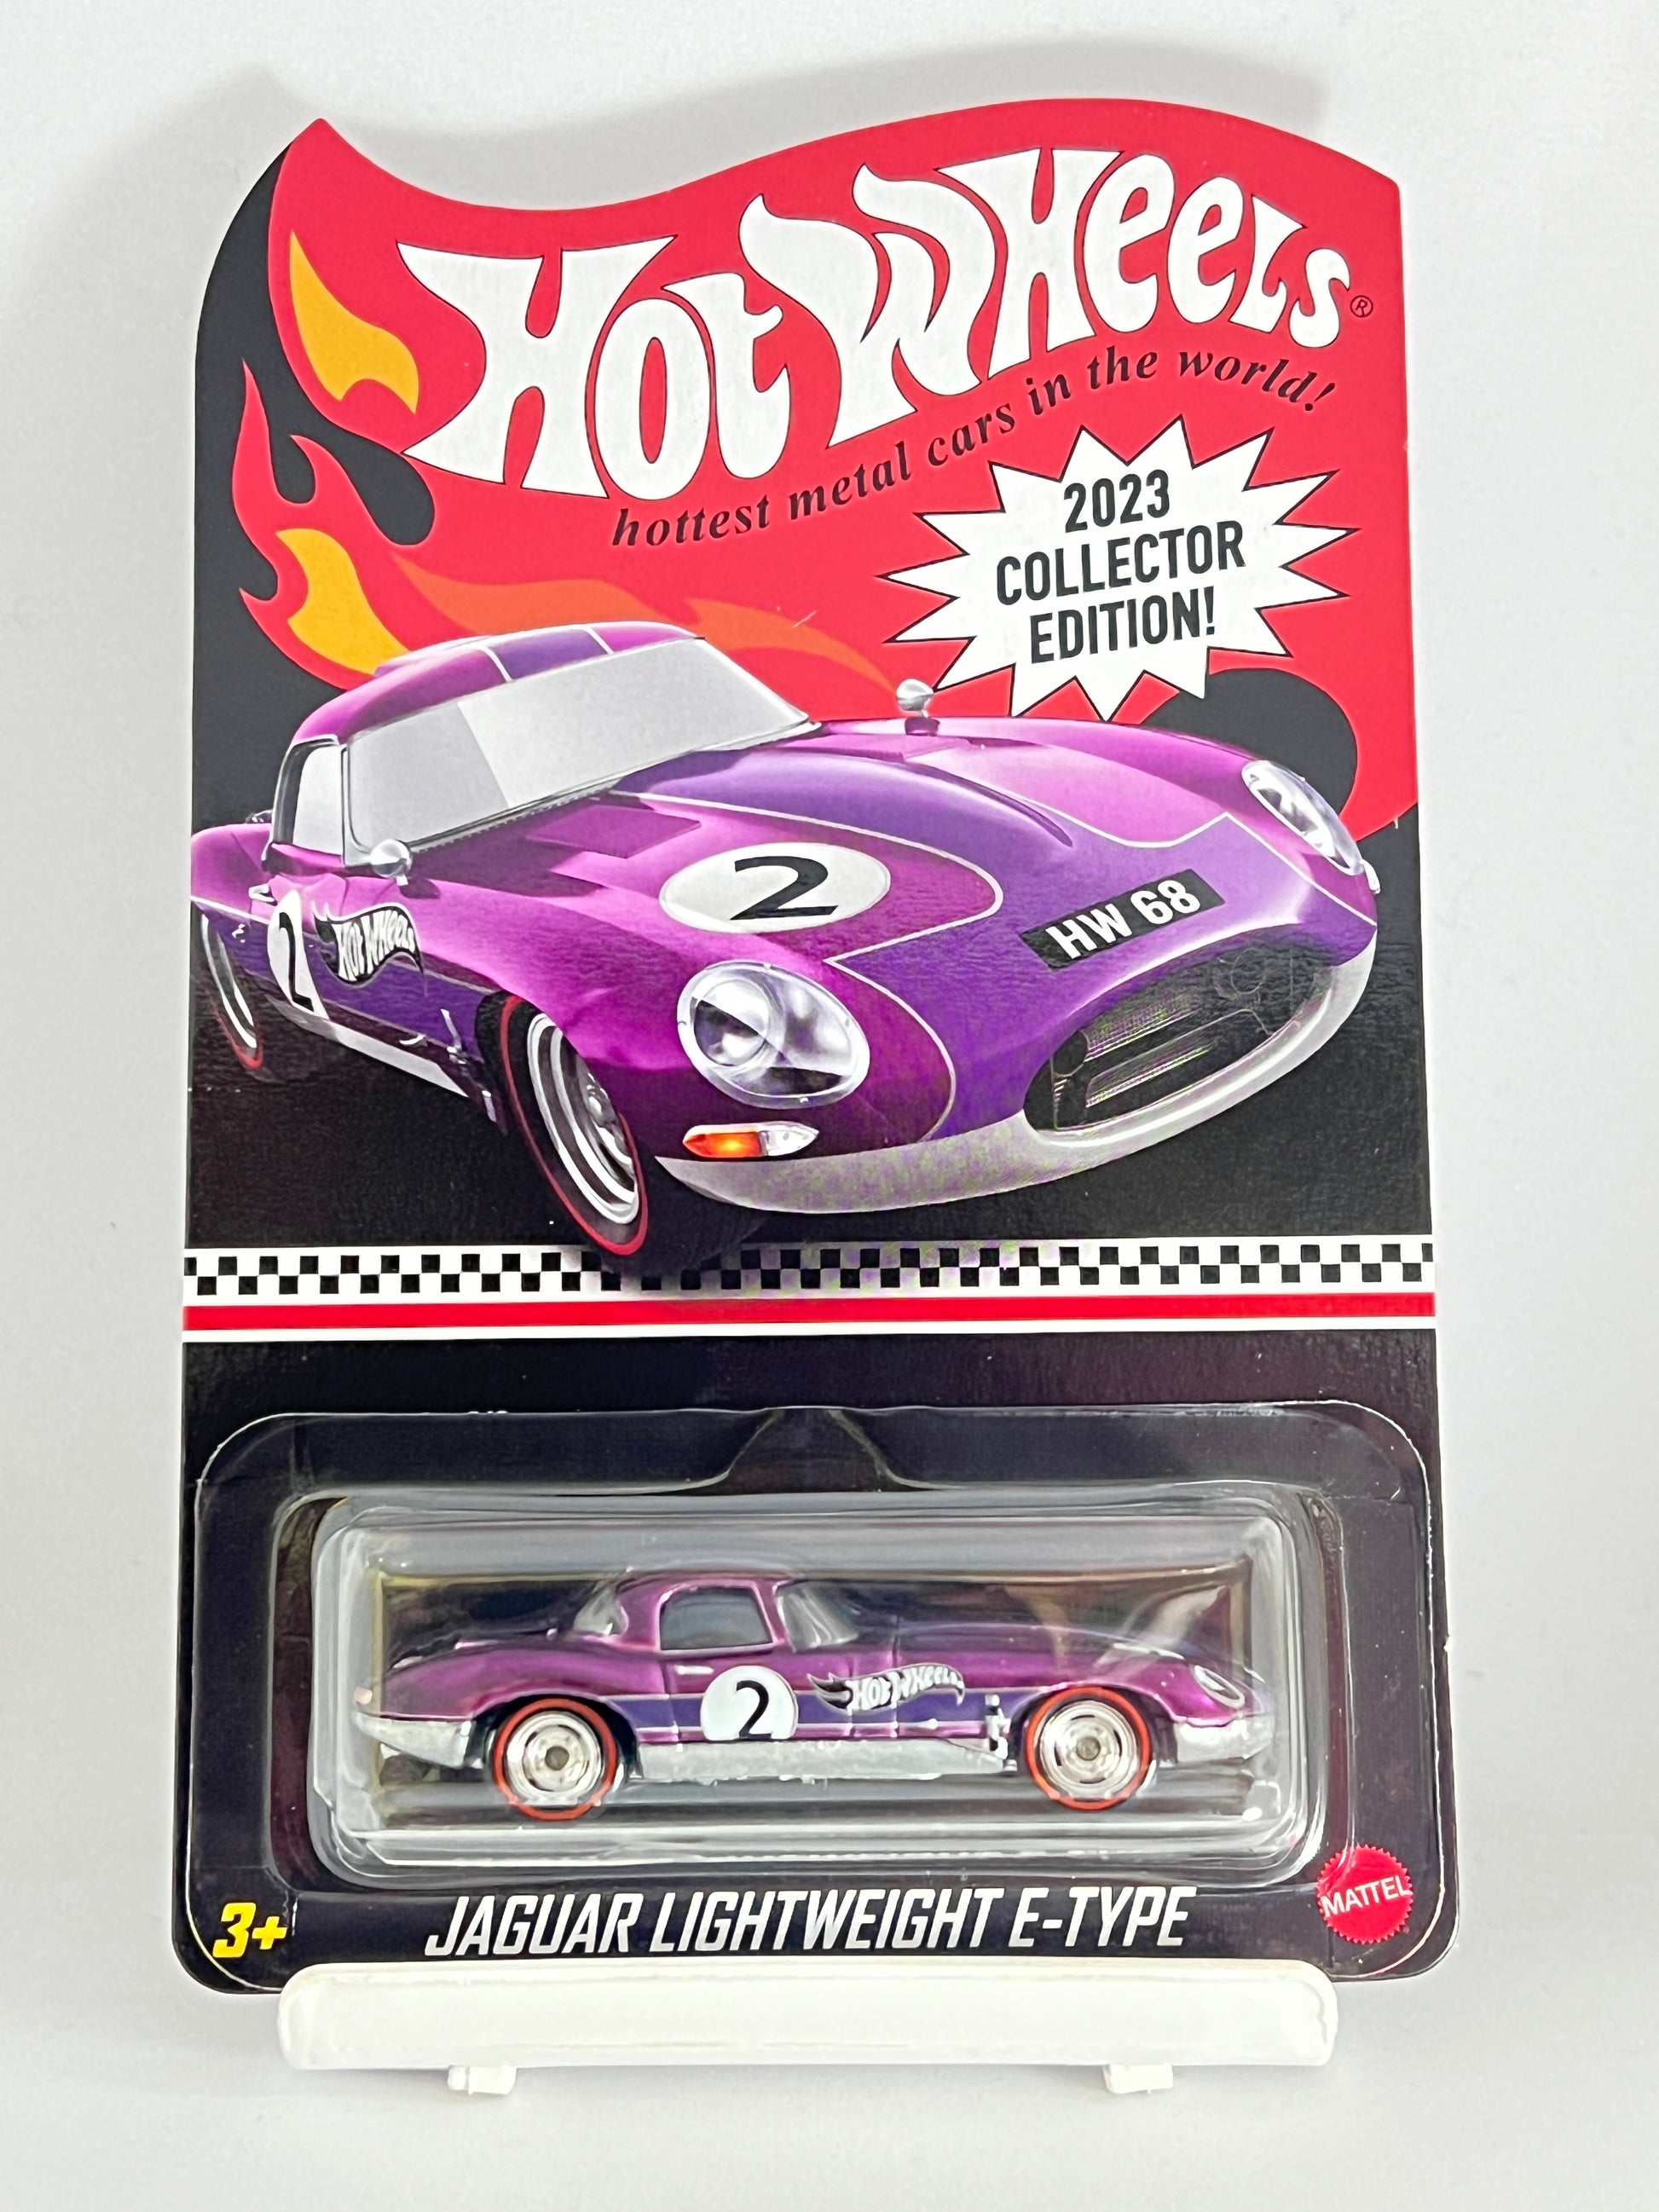 HOT WHEELS®
hottest metal cars in the world!
2023
COLLECTOR
EDITION!
2
HW 68
2 HOT WHEELS
2 HOT WHEELS
3+
JAGUAR LIGHTWEIGHT E-TYPE
MATTEL